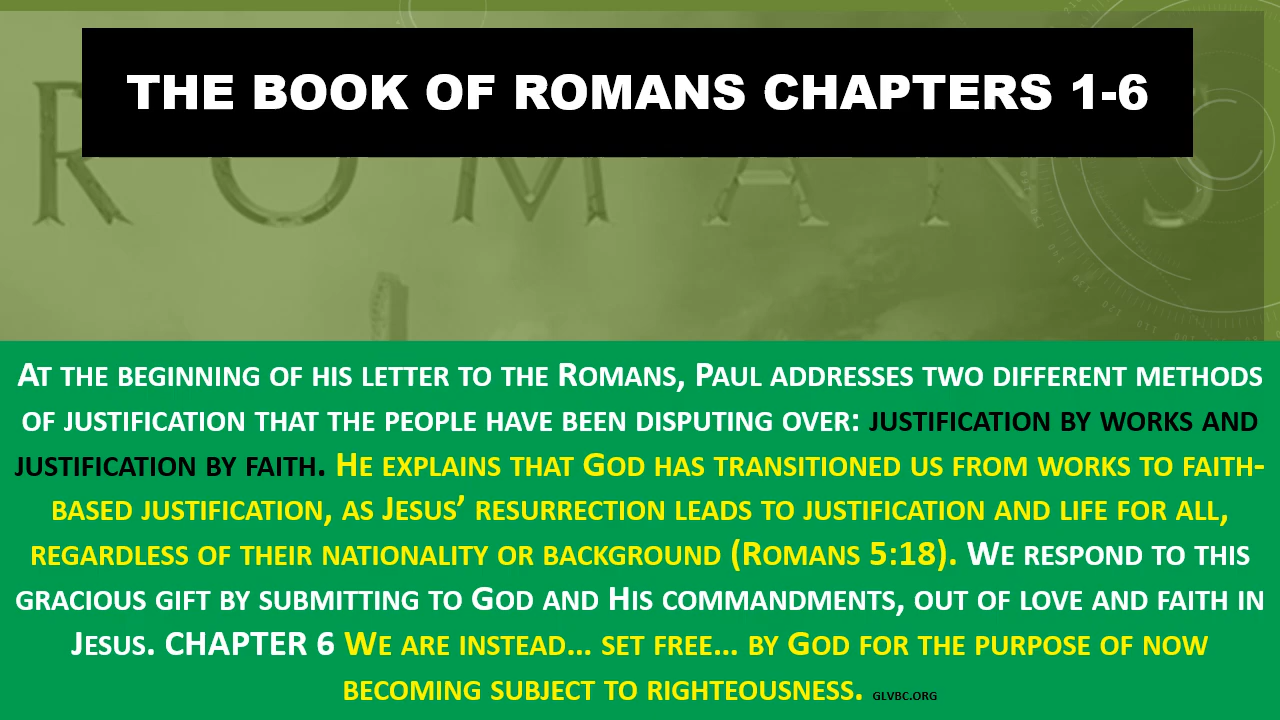 THE BOOK OF ROMANS CHAPTERS 1-6
ROMANS
AT THE BEGINNING OF HIS LETTER TO THE ROMANS, PAUL ADDRESSES TWO DIFFERENT METHODS
OF JUSTIFICATION THAT THE PEOPLE HAVE BEEN DISPUTING OVER: JUSTIFICATION BY WORKS AND
JUSTIFICATION BY FAITH. HE EXPLAINS THAT GOD HAS TRANSITIONED US FROM WORKS TO FAITH-
BASED JUSTIFICATION, AS JESUS’ RESURRECTION LEADS TO JUSTIFICATION AND LIFE FOR ALL,
REGARDLESS OF THEIR NATIONALITY OR BACKGROUND (ROMANS 5:18). WE RESPOND TO THIS
GRACIOUS GIFT BY SUBMITTING TO GOD AND HIS COMMANDMENTS, OUT OF LOVE AND FAITH IN
JESUS. CHAPTER 6 WE ARE INSTEAD... SET FREE... BY GOD FOR THE PURPOSE OF NOW
BECOMING SUBJECT TO RIGHTEOUSNESS. GLVBC.ORG